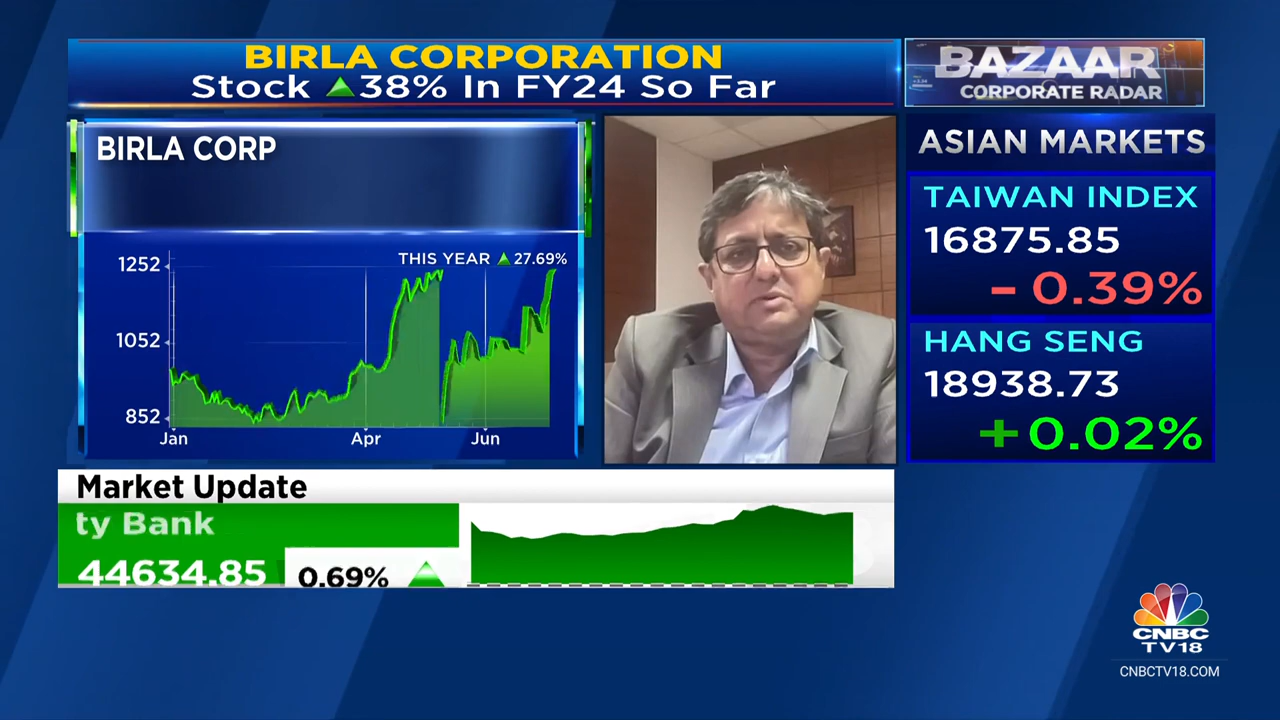 BIRLA CORPORATION
Stock ▲38% In FY24 So Far
BAZAAR
CORPORATE RADAR
BIRLA CORP
THIS YEAR ▲ 27.69%
1252
1052
852
Jan
Apr
Jun
ASIAN MARKETS
TAIWAN INDEX
16875.85
- 0.39%
HANG SENG
18938.73
+ 0.02%
Market Update
ty Bank
44634.85
0.69% ▲
CNBC
TV18
CNBCTV18.COM